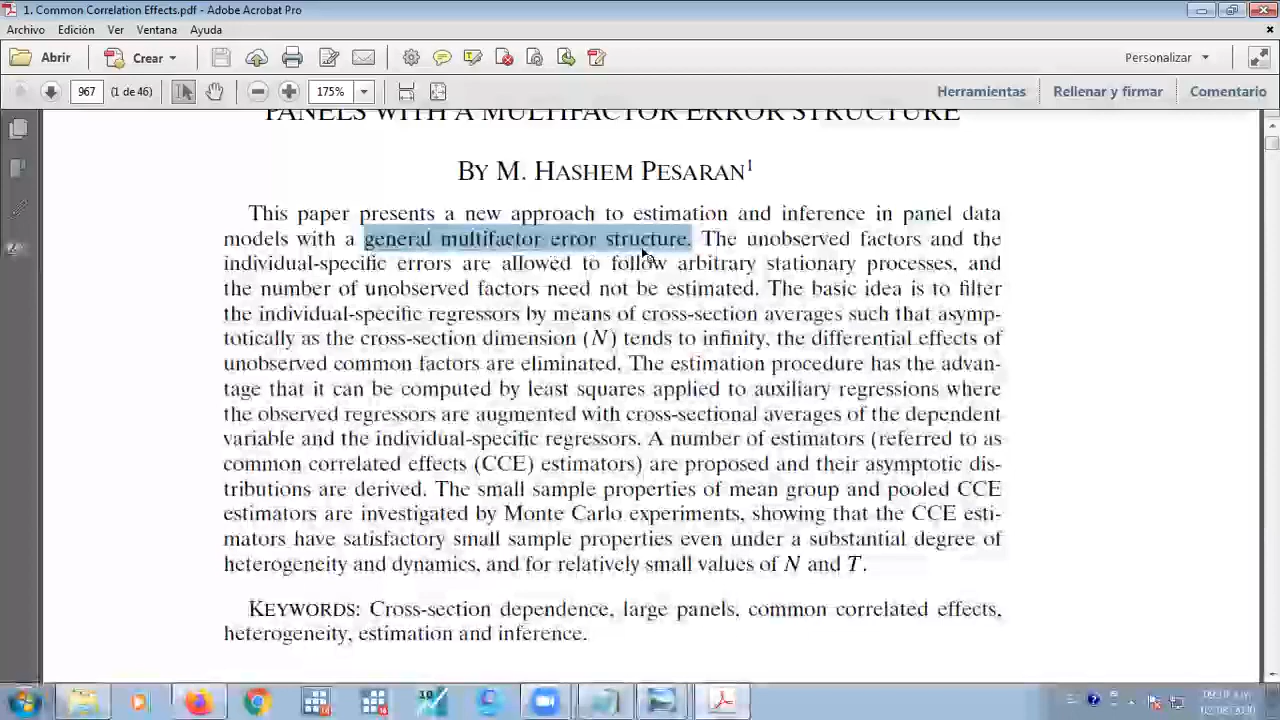 1. Common Correlation Effects.pdf - Adobe Acrobat Pro
Archivo Edición Ver Ventana Ayuda
Abrir Crear Personalizar
967 (1 de 46) 175% Herramientas Rellenar y firmar Comentario
PANELS WITH A MULTIFACTOR ERROR STRUCTURE
BY M. HASHEM PESARAN1
This paper presents a new approach to estimation and inference in panel data
models with a general multifactor error structure. The unobserved factors and the
individual-specific errors are allowed to follow arbitrary stationary processes, and
the number of unobserved factors need not be estimated. The basic idea is to filter
the individual-specific regressors by means of cross-section averages such that asymp-
totically as the cross-section dimension (N) tends to infinity, the differential effects of
unobserved common factors are eliminated. The estimation procedure has the advan-
tage that it can be computed by least squares applied to auxiliary regressions where
the observed regressors are augmented with cross-sectional averages of the dependent
variable and the individual-specific regressors. A number of estimators (referred to as
common correlated effects (CCE) estimators) are proposed and their asymptotic dis-
tributions are derived. The small sample properties of mean group and pooled CCE
estimators are investigated by Monte Carlo experiments, showing that the CCE esti-
mators have satisfactory small sample properties even under a substantial degree of
heterogeneity and dynamics, and for relatively small values of N and T.
KEYWORDS: Cross-section dependence, large panels, common correlated effects,
heterogeneity, estimation and inference.